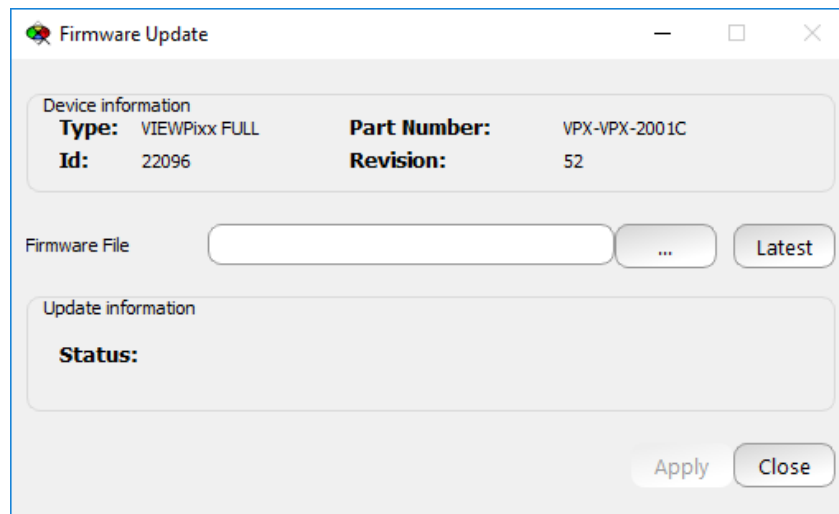 Firmware Update
Device information
Type: VIEWPixx FULL Part Number: VPX-VPX-2001C
Id: 22096 Revision: 52
Firmware File ... Latest
Update information
Status:
Apply Close